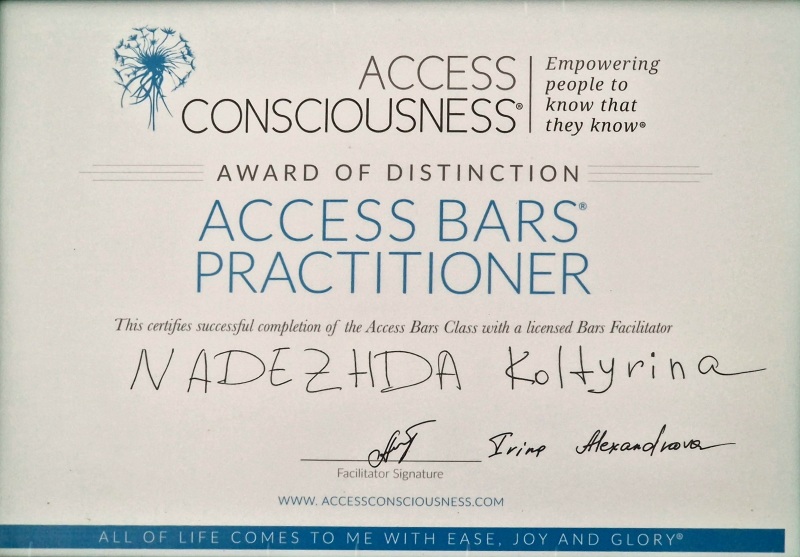 ACCESS
CONSCIOUSNESS®
Empowering
people to
know that
they know®
AWARD OF DISTINCTION
ACCESS BARS®
PRACTITIONER
This certifies successful completion of the Access Bars Class with a licensed Bars Facilitator
NADEZHDA Koltyrina
Irina Alexandrova
Facilitator Signature
WWW. ACCESSCONSCIOUSNESS.COM
ALL OF LIFE COMES TO ME WITH EASE, JOY AND GLORY®